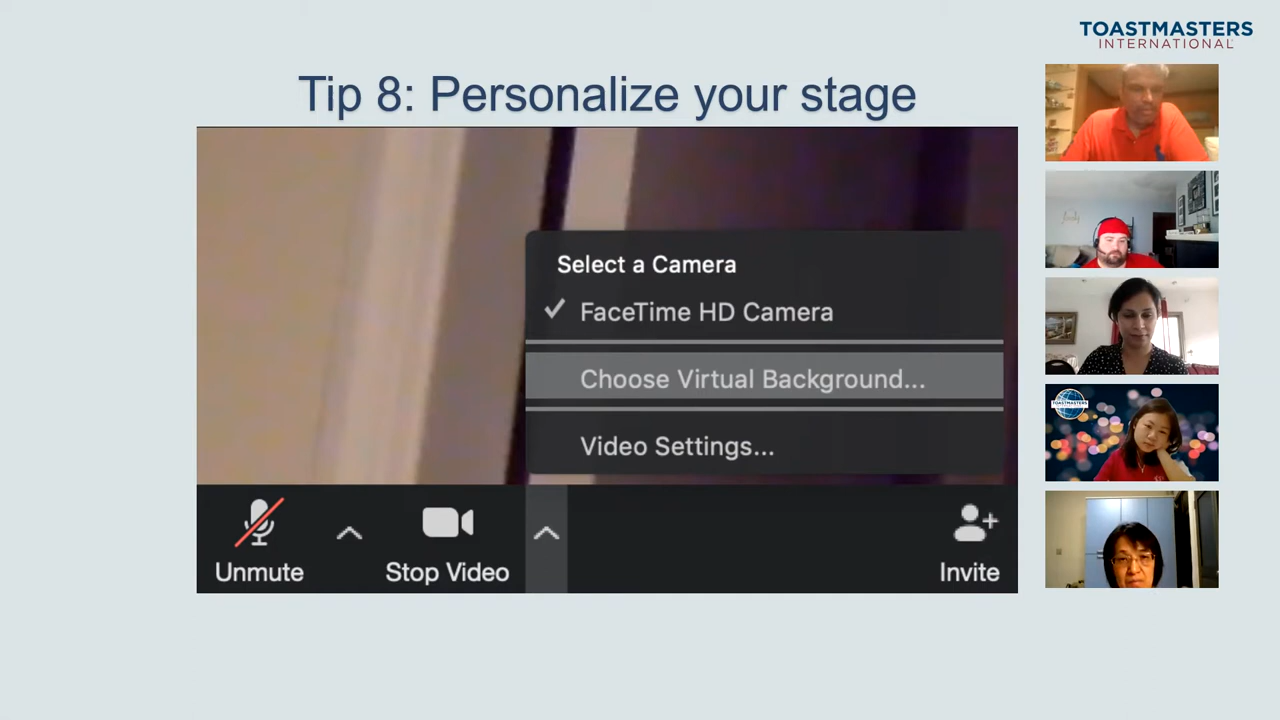 TOASTMASTERS
INTERNATIONAL
Tip 8: Personalize your stage
Select a Camera
✓ FaceTime HD Camera
Choose Virtual Background...
Video Settings...
Unmute
Stop Video
Invite
TOASTMASTERS